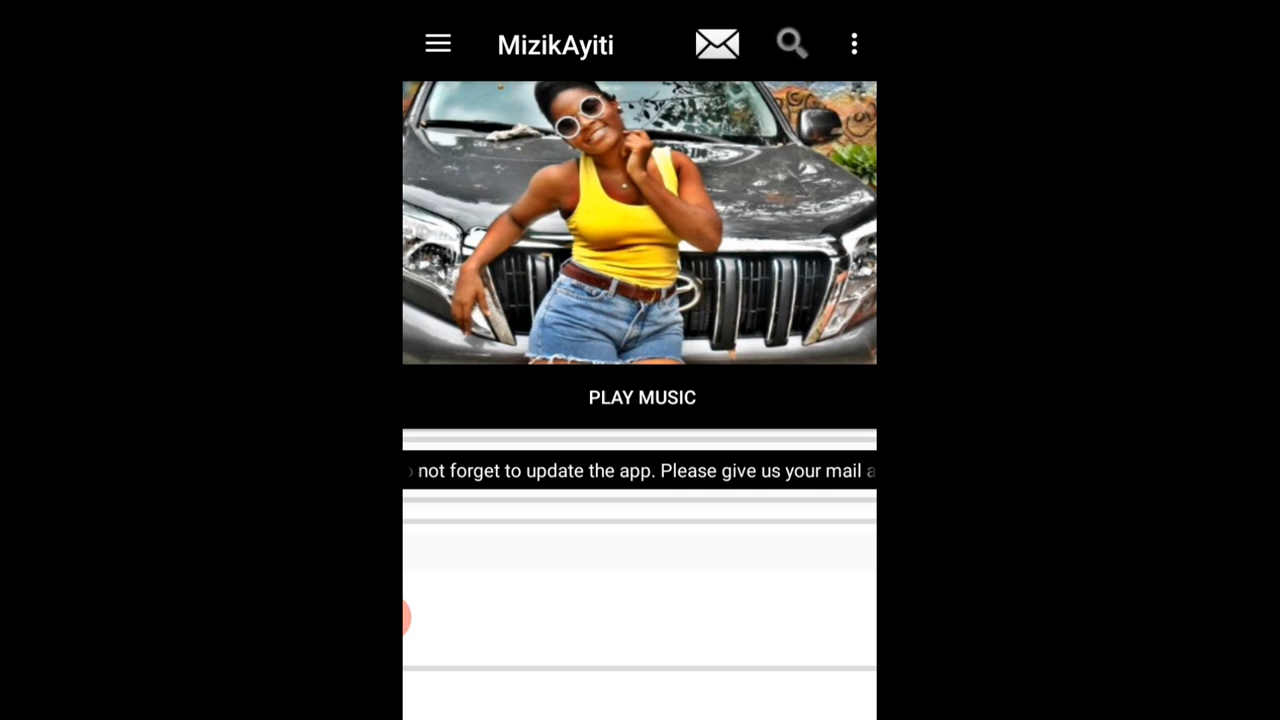 MizikAyiti
PLAY MUSIC
not forget to update the app. Please give us your mail